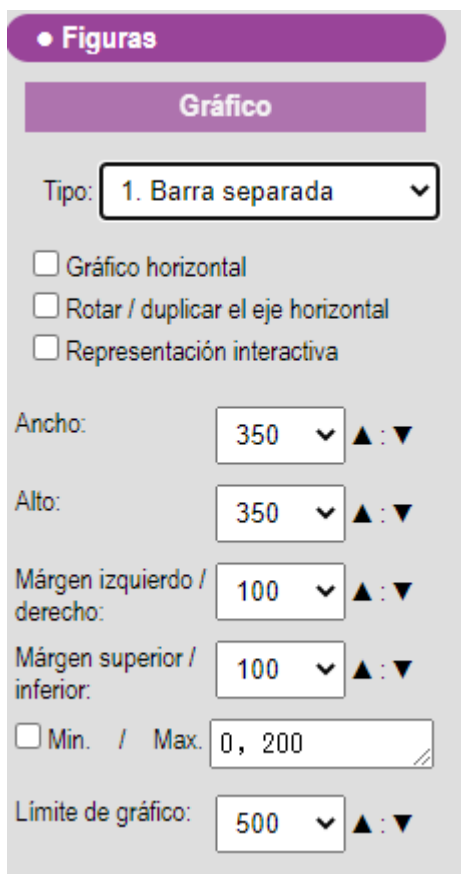 ● Figuras
Gráfico
Tipo: 1. Barra separada
Gráfico horizontal
Rotar / duplicar el eje horizontal
Representación interactiva
Ancho: 350 ▲ : ▼
Alto: 350 ▲ : ▼
Márgen izquierdo /
derecho: 100 ▲ : ▼
Márgen superior /
inferior: 100 ▲ : ▼
Min. / Max. 0, 200
Límite de gráfico: 500 ▲ : ▼